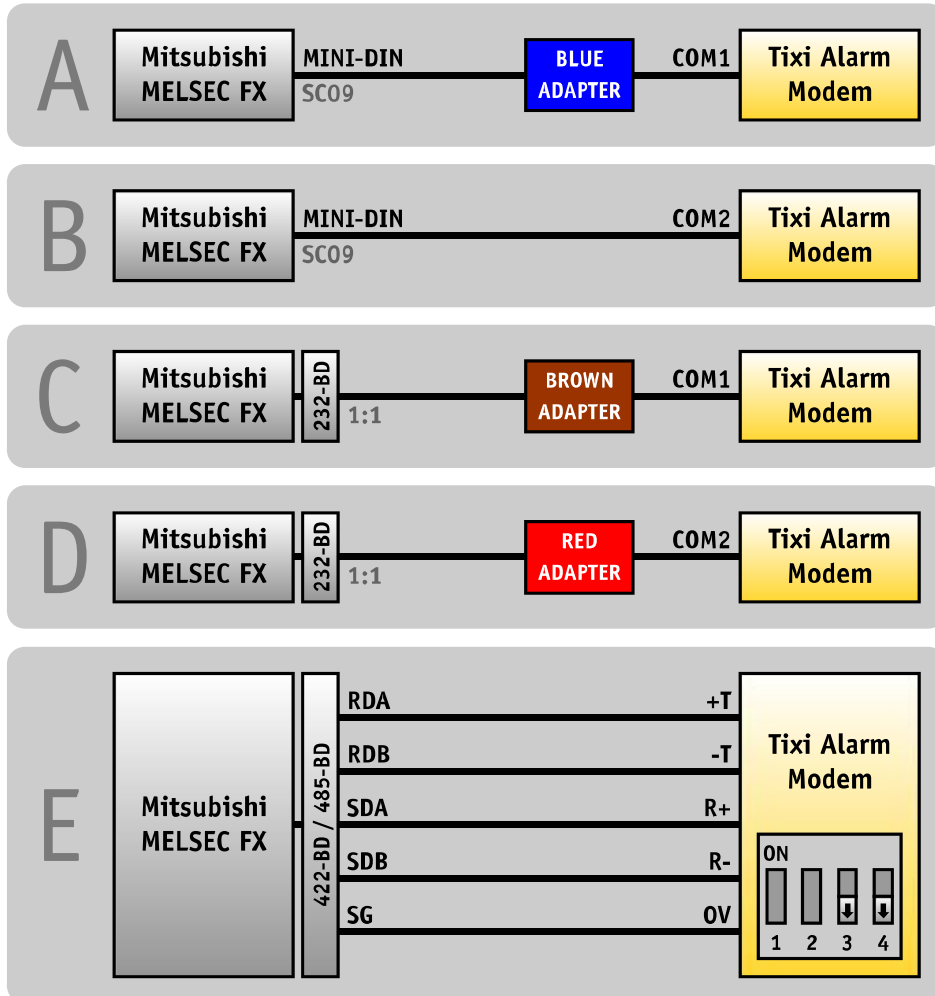 A
Mitsubishi
MELSEC FX
MINI-DIN
SC09
BLUE
ADAPTER
COM1
Tixi Alarm
Modem
B
Mitsubishi
MELSEC FX
MINI-DIN
SC09
COM2
Tixi Alarm
Modem
C
Mitsubishi
MELSEC FX
232-BD
1:1
BROWN
ADAPTER
COM1
Tixi Alarm
Modem
D
Mitsubishi
MELSEC FX
232-BD
1:1
RED
ADAPTER
COM2
Tixi Alarm
Modem
E
Mitsubishi
MELSEC FX
422-BD / 485-BD
RDA +T
RDB -T
SDA R+
SDB R-
SG 0V
Tixi Alarm
Modem
ON
1 2 3 4